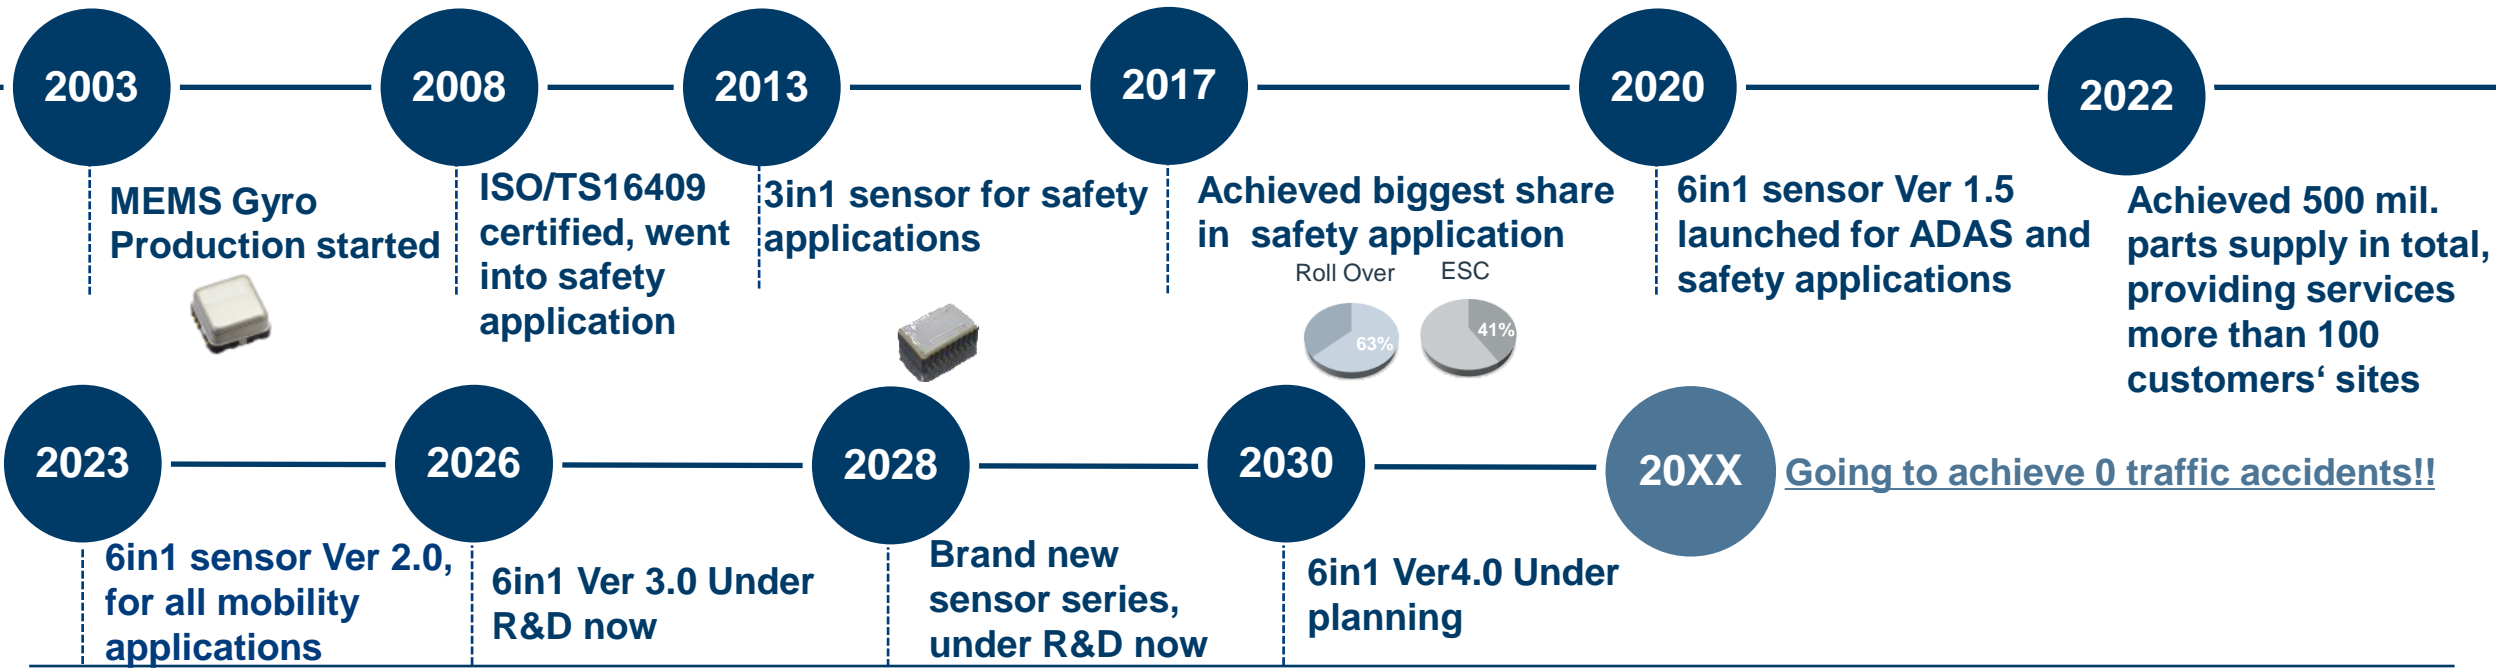 2003
2008
2013
2017
2020
2022
MEMS Gyro
Production started
ISO/TS16409
certified, went
into safety
application
3in1 sensor for safety
applications
Achieved biggest share
in  safety application
Roll Over
ESC
63%
41%
6in1 sensor Ver 1.5
launched for ADAS and
safety applications
Achieved 500 mil.
parts supply in total,
providing services
more than 100
customers‘ sites
2023
2026
2028
2030
20XX
Going to achieve 0 traffic accidents!!
6in1 sensor Ver 2.0,
for all mobility
applications
6in1 Ver 3.0 Under
R&D now
Brand new
sensor series,
under R&D now
6in1 Ver4.0 Under
planning